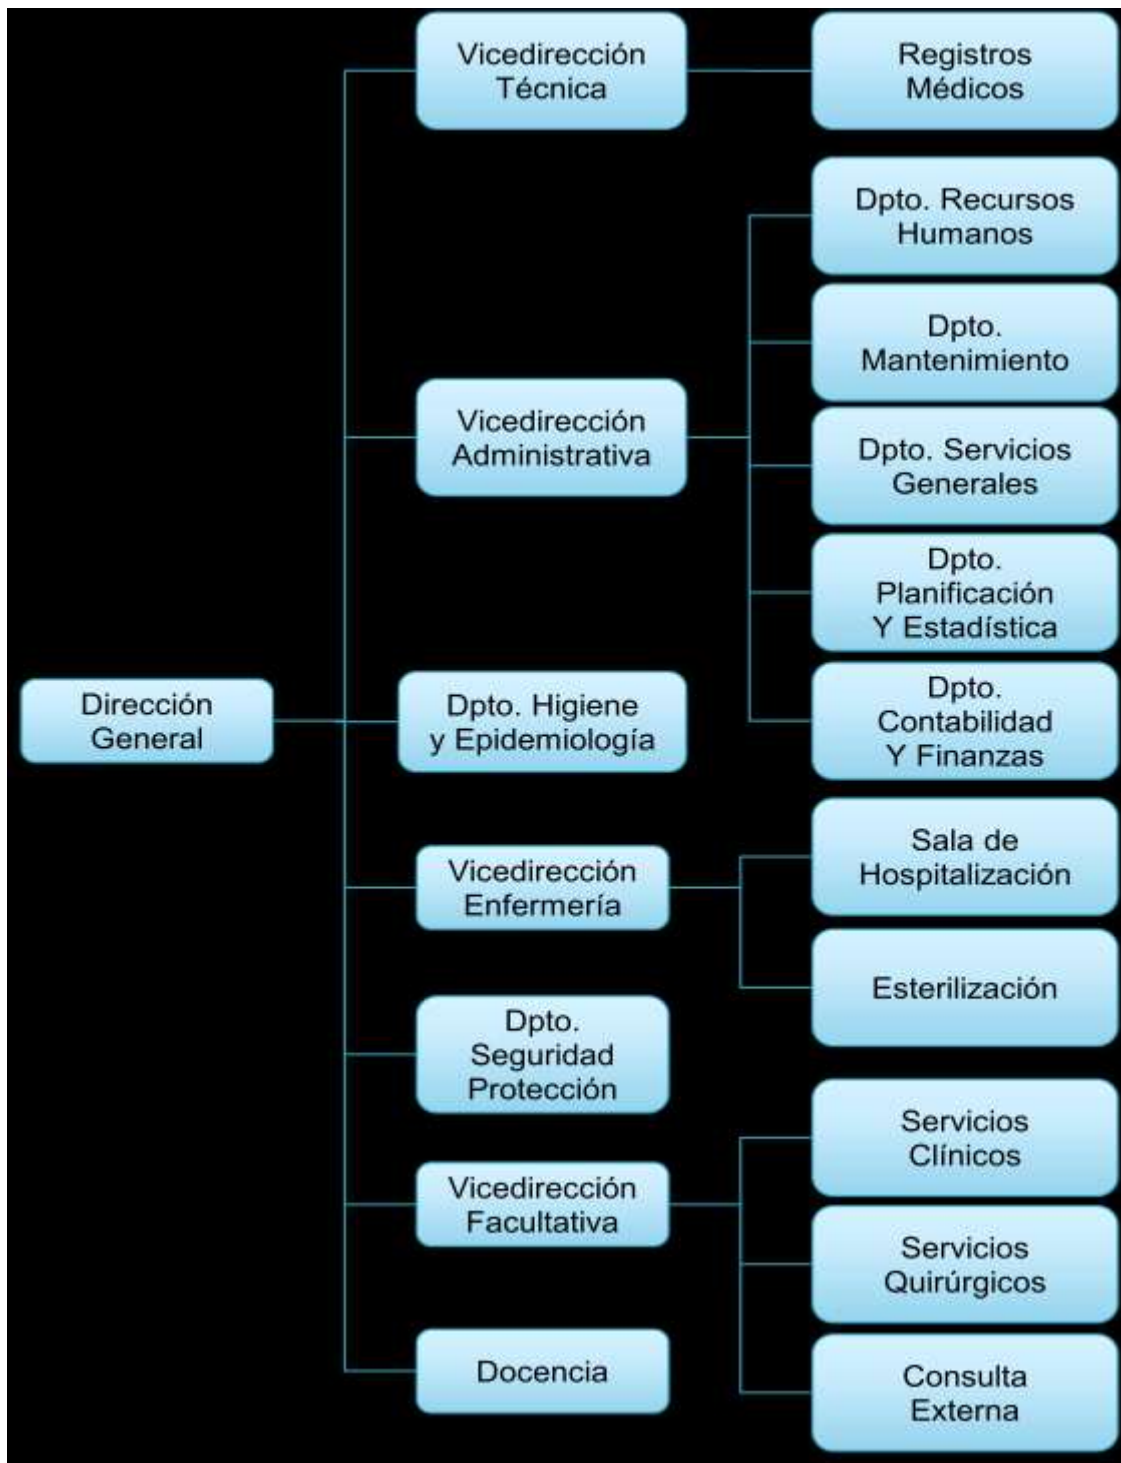 Vicedirección
Técnica
Registros
Médicos
Dpto. Recursos
Humanos
Dpto.
Mantenimiento
Vicedirección
Administrativa
Dpto. Servicios
Generales
Dpto.
Planificación
Y Estadística
Dpto.
Contabilidad
Y Finanzas
Dirección
General
Dpto. Higiene
y Epidemiología
Sala de
Hospitalización
Vicedirección
Enfermería
Esterilización
Dpto.
Seguridad
Protección
Servicios
Clínicos
Vicedirección
Facultativa
Servicios
Quirúrgicos
Docencia
Consulta
Externa